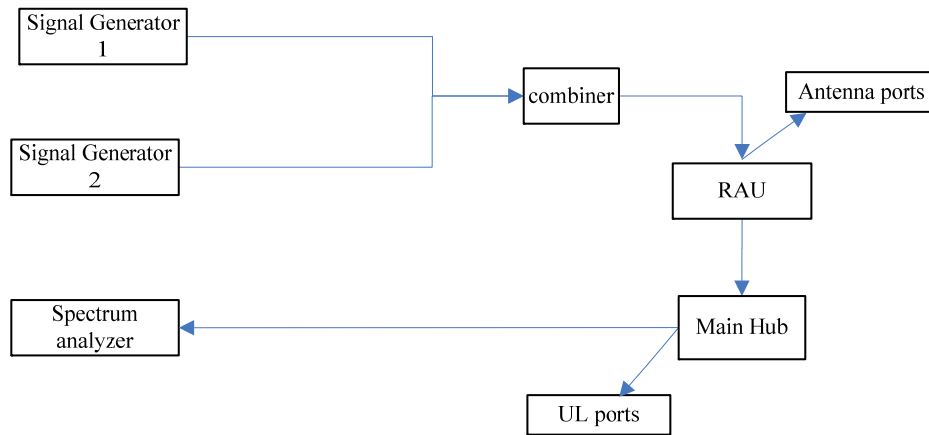 Signal Generator
1
combiner
Antenna ports
Signal Generator
2
RAU
Spectrum
analyzer
Main Hub
UL ports